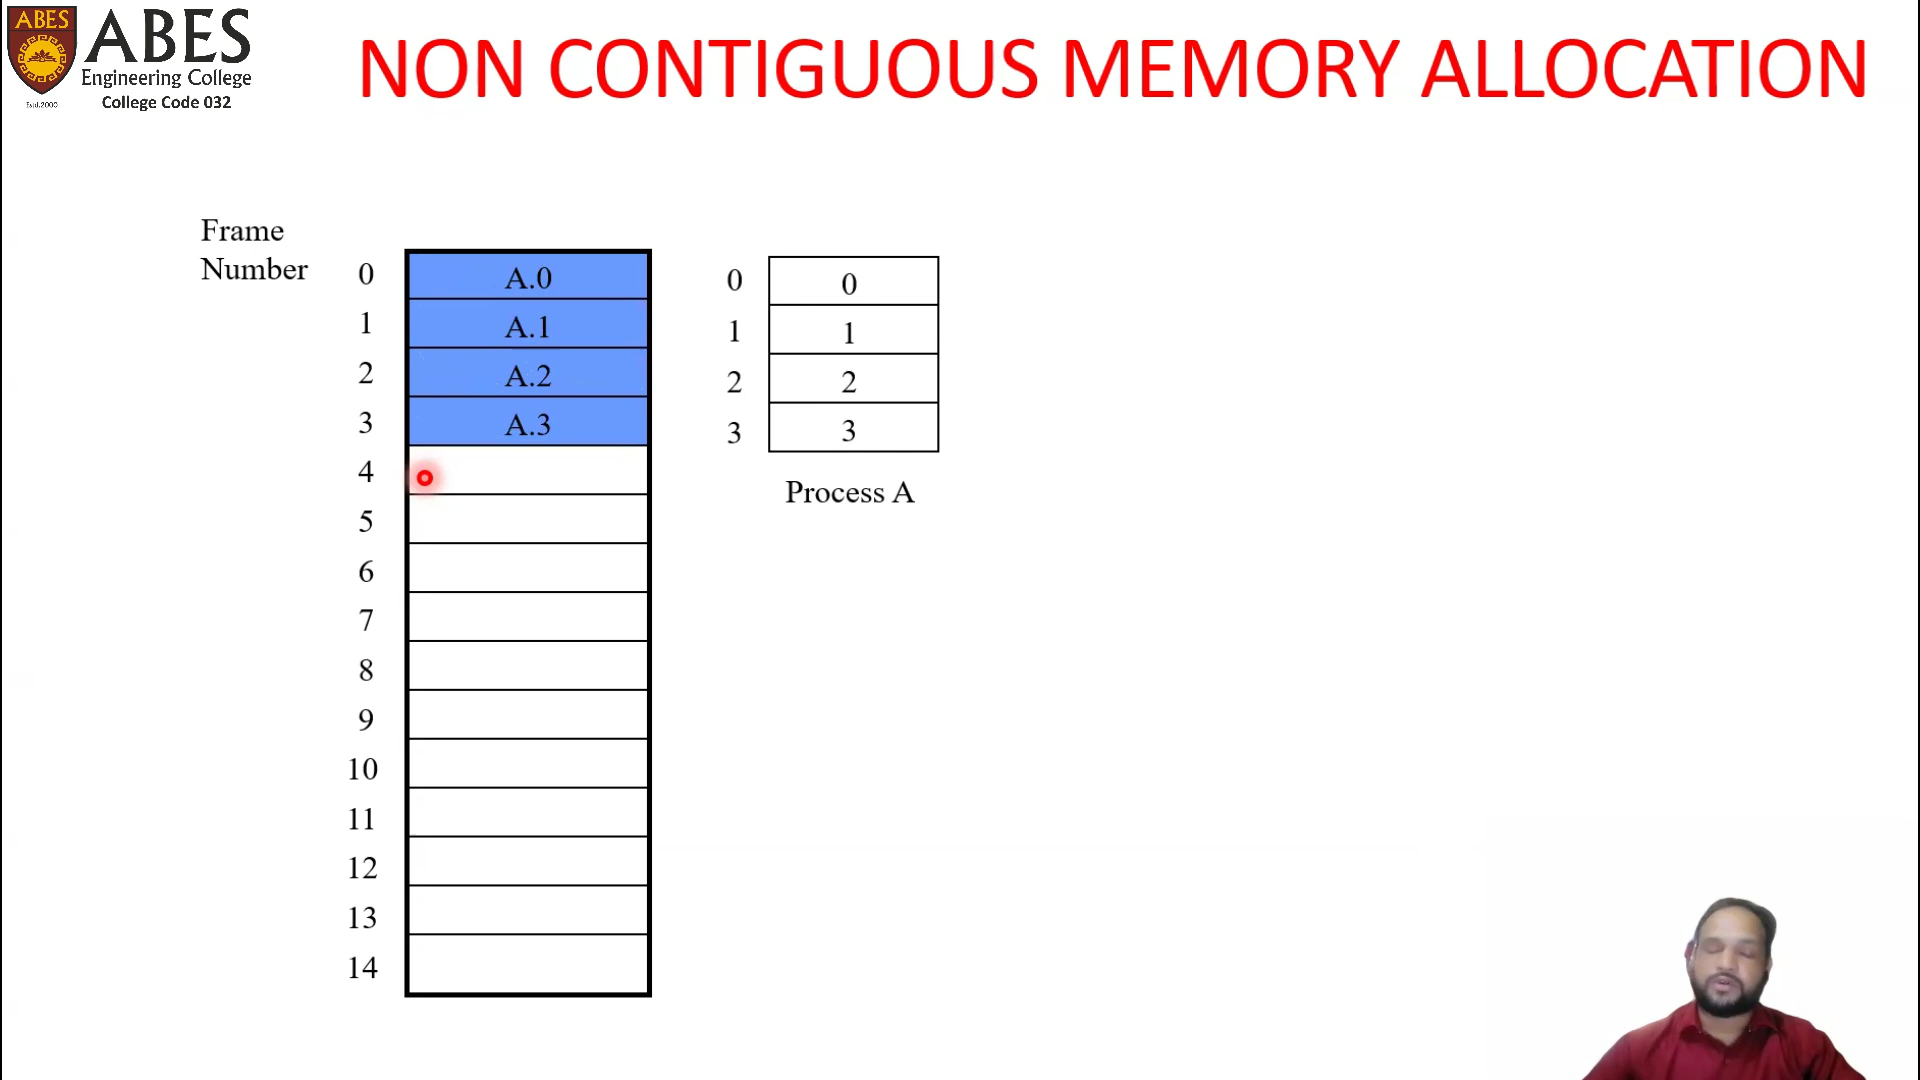 ABES
ABES
Engineering College
College Code 032
Estd.2000
NON CONTIGUOUS MEMORY ALLOCATION
Frame
Number
0 A.0
1 A.1
2 A.2
3 A.3
4
5
6
7
8
9
10
11
12
13
14
0 0
1 1
2 2
3 3
Process A